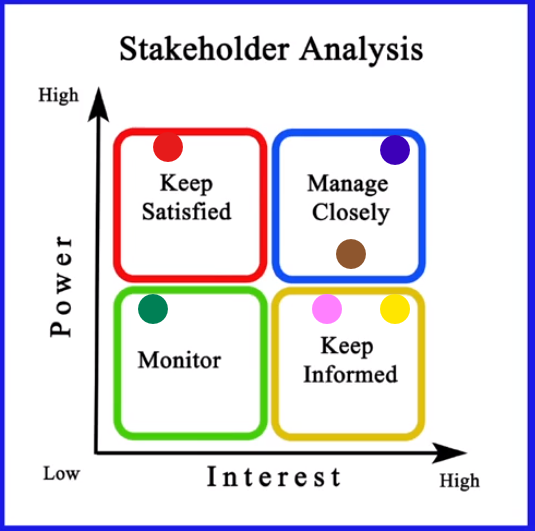 Stakeholder Analysis
High
Keep
Satisfied
Manage
Closely
Power
Monitor
Keep
Informed
Low
Interest
High